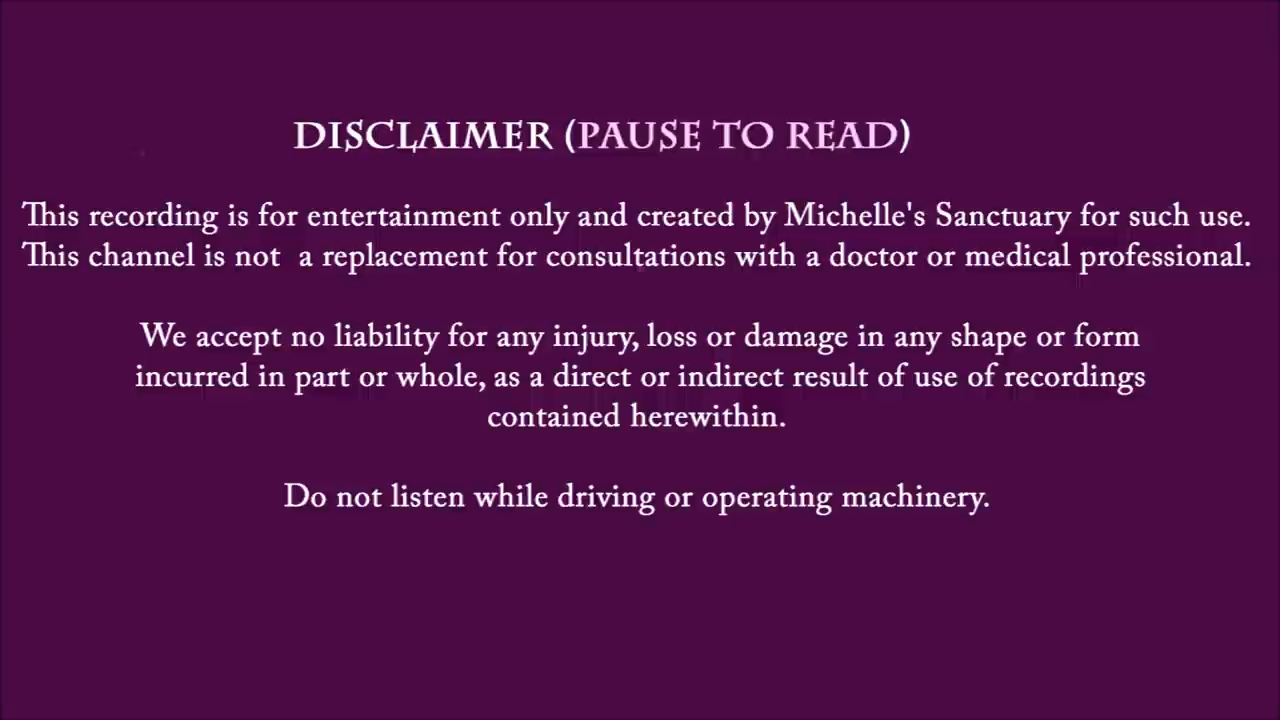 DISCLAIMER (PAUSE TO READ)
This recording is for entertainment only and created by Michelle's Sanctuary for such use.
This channel is not a replacement for consultations with a doctor or medical professional.
We accept no liability for any injury, loss or damage in any shape or form
incurred in part or whole, as a direct or indirect result of use of recordings
contained herewithin.
Do not listen while driving or operating machinery.